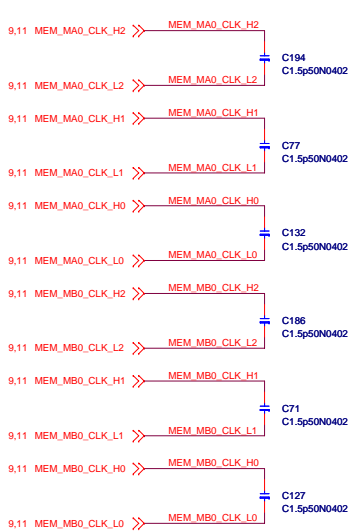 9,11 MEM_MA0_CLK_H2 MEM_MA0_CLK_H2
C194
C1.5p50N0402
9,11 MEM_MA0_CLK_L2 MEM_MA0_CLK_L2
9,11 MEM_MA0_CLK_H1 MEM_MA0_CLK_H1
C77
C1.5p50N0402
9,11 MEM_MA0_CLK_L1 MEM_MA0_CLK_L1
9,11 MEM_MA0_CLK_H0 MEM_MA0_CLK_H0
C132
C1.5p50N0402
9,11 MEM_MA0_CLK_L0 MEM_MA0_CLK_L0
9,11 MEM_MB0_CLK_H2 MEM_MB0_CLK_H2
C186
C1.5p50N0402
9,11 MEM_MB0_CLK_L2 MEM_MB0_CLK_L2
9,11 MEM_MB0_CLK_H1 MEM_MB0_CLK_H1
C71
C1.5p50N0402
9,11 MEM_MB0_CLK_L1 MEM_MB0_CLK_L1
9,11 MEM_MB0_CLK_H0 MEM_MB0_CLK_H0
C127
C1.5p50N0402
9,11 MEM_MB0_CLK_L0 MEM_MB0_CLK_L0